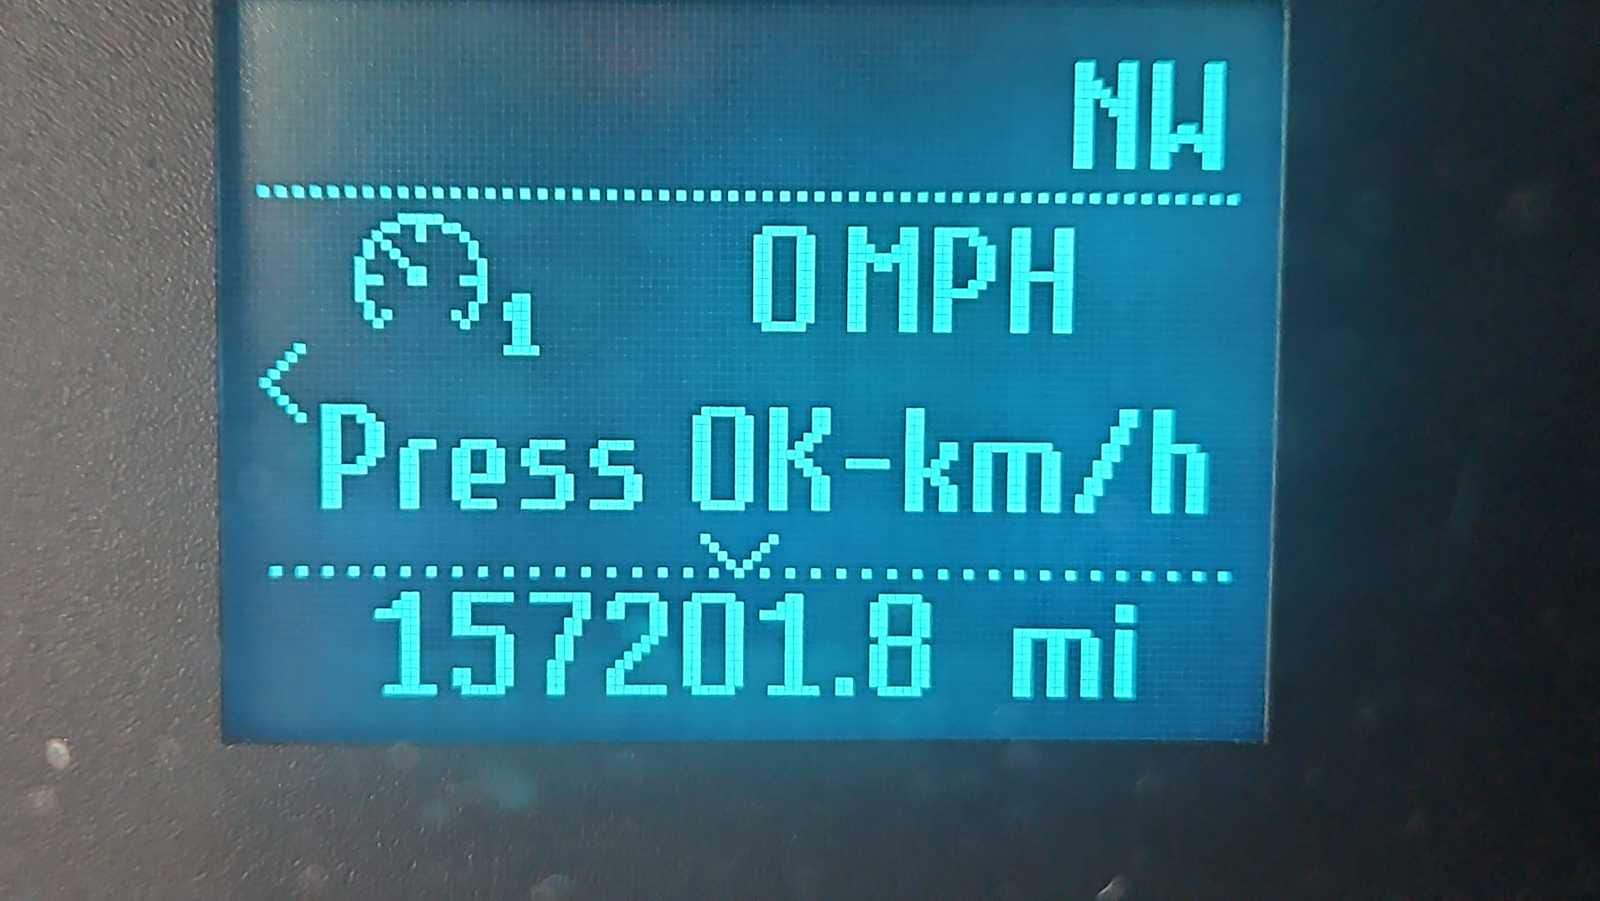 NW
1 0 MPH
Press OK-km/h
157201.8 mi